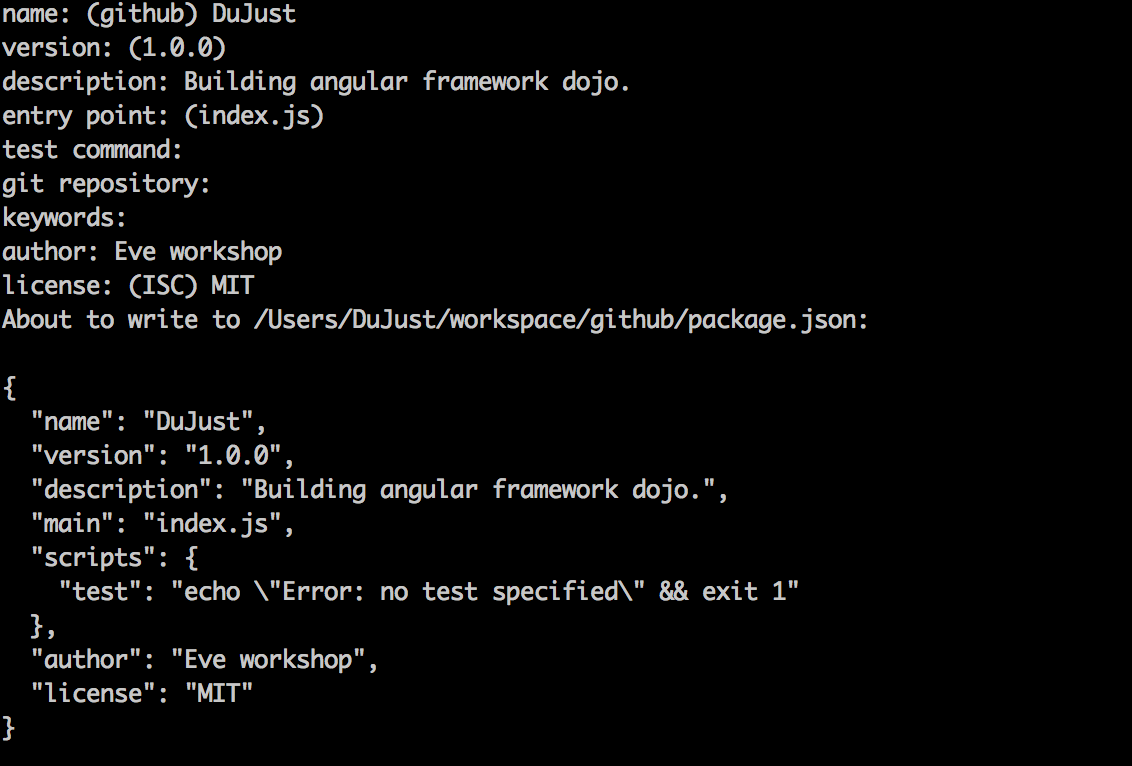 name: (github) DuJust
version: (1.0.0)
description: Building angular framework dojo.
entry point: (index.js)
test command:
git repository:
keywords:
author: Eve workshop
license: (ISC) MIT
About to write to /Users/DuJust/workspace/github/package.json:

{
  "name": "DuJust",
  "version": "1.0.0",
  "description": "Building angular framework dojo.",
  "main": "index.js",
  "scripts": {
    "test": "echo \"Error: no test specified\" && exit 1"
  },
  "author": "Eve workshop",
  "license": "MIT"
}